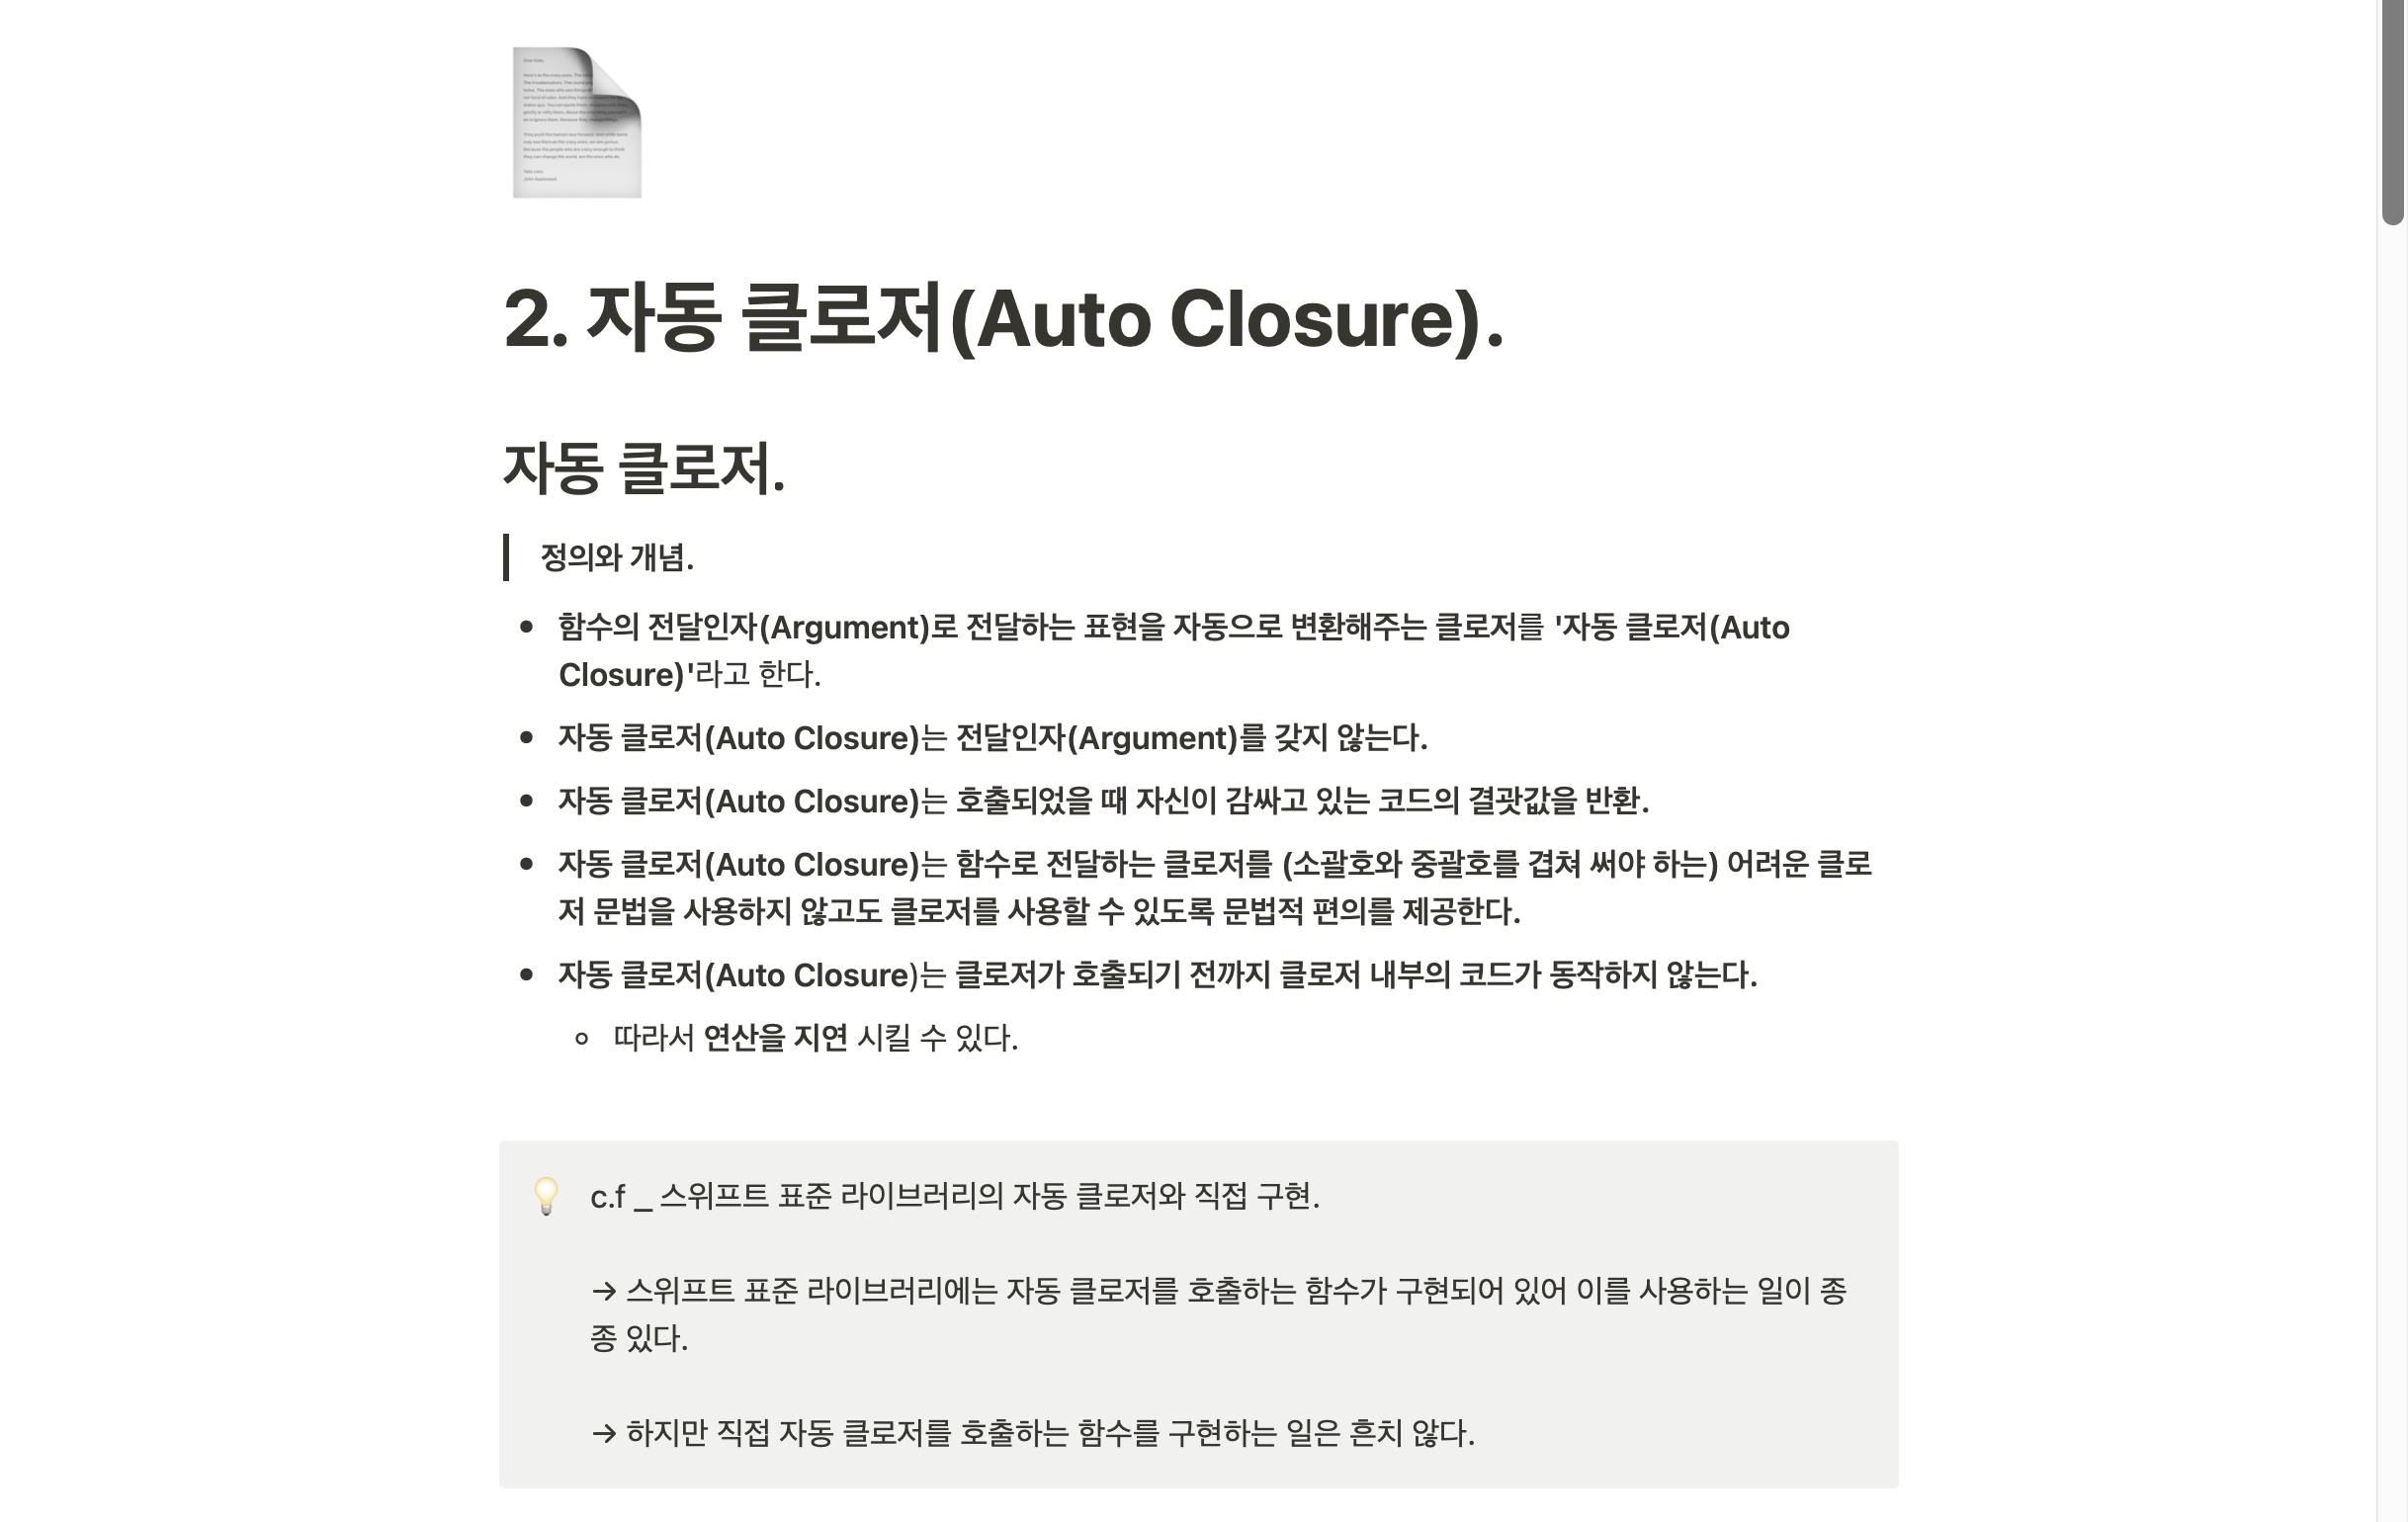 Dear Kate,
Take care
John Appleseed
2. 자동 클로저(Auto Closure).
자동 클로저.
정의와 개념.
• 함수의 전달인자(Argument)로 전달하는 표현을 자동으로 변환해주는 클로저를 '자동 클로저(Auto
Closure)'라고 한다.
• 자동 클로저(Auto Closure)는 전달인자(Argument)를 갖지 않는다.
• 자동 클로저(Auto Closure)는 호출되었을 때 자신이 감싸고 있는 코드의 결괏값을 반환.
• 자동 클로저(Auto Closure)는 함수로 전달하는 클로저를 (소괄호와 중괄호를 겹쳐 써야 하는) 어려운 클로
저 문법을 사용하지 않고도 클로저를 사용할 수 있도록 문법적 편의를 제공한다.
• 자동 클로저(Auto Closure)는 클로저가 호출되기 전까지 클로저 내부의 코드가 동작하지 않는다.
◦ 따라서 연산을 지연 시킬 수 있다.
c.f _ 스위프트 표준 라이브러리의 자동 클로저와 직접 구현.
→ 스위프트 표준 라이브러리에는 자동 클로저를 호출하는 함수가 구현되어 있어 이를 사용하는 일이 종
종 있다.
→ 하지만 직접 자동 클로저를 호출하는 함수를 구현하는 일은 흔치 않다.